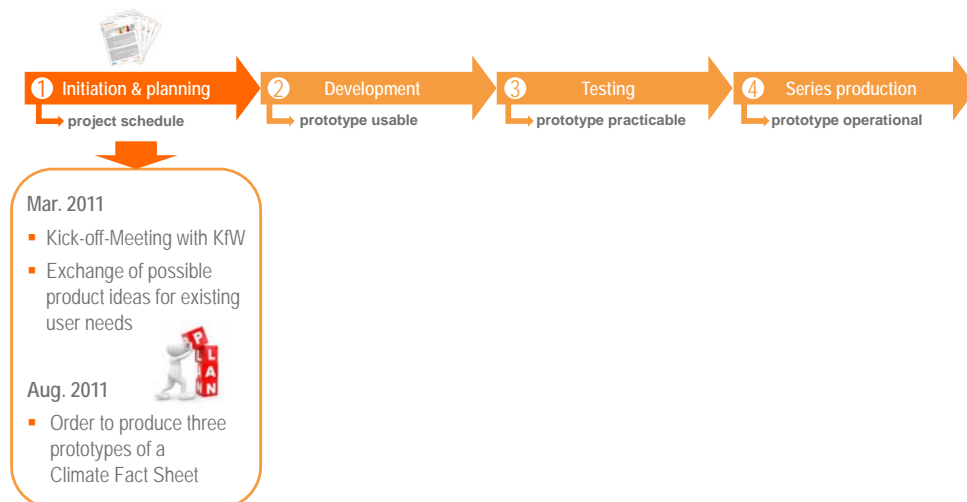 1 Initiation & planning
2 Development
3 Testing
4 Series production
project schedule
prototype usable
prototype practicable
prototype operational
Mar. 2011
▪ Kick-off-Meeting with KfW
▪ Exchange of possible
product ideas for existing
user needs
PLAN
Aug. 2011
▪ Order to produce three
prototypes of a
Climate Fact Sheet